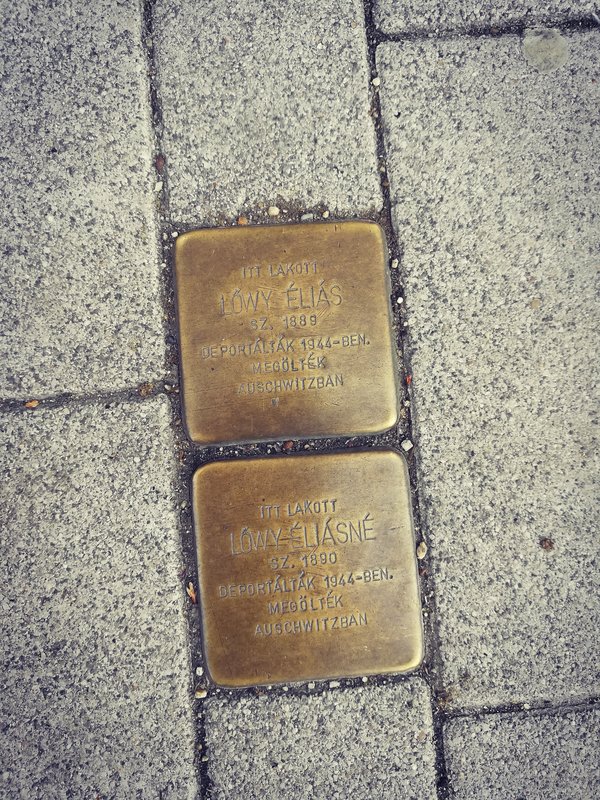 ITT LAKOTT
LŐWY ÉLIÁS
SZ. 1889
DEPORTÁLTÁK 1944-BEN.
MEGÖLTÉK
AUSCHWITZBAN
ITT LAKOTT
LŐWY ÉLIÁSNÉ
SZ. 1890
DEPORTÁLTÁK 1944-BEN.
MEGÖLTÉK
AUSCHWITZBAN